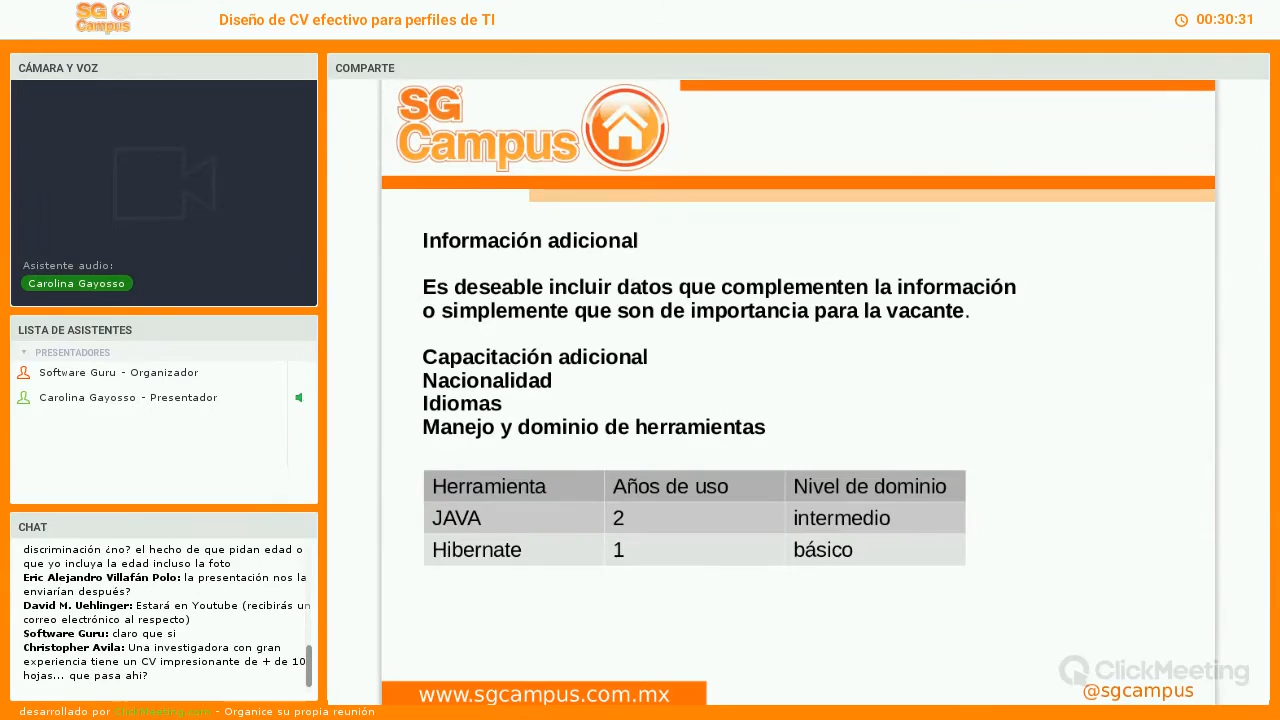 SG Campus
Diseño de CV efectivo para perfiles de TI
00:30:31
CÁMARA Y VOZ
Asistente audio:
Carolina Gayosso
LISTA DE ASISTENTES
PRESENTADORES
Software Guru - Organizador
Carolina Gayosso - Presentador
CHAT
discriminación ¿no? el hecho de que pidan edad o
que yo incluya la edad incluso la foto
Eric Alejandro Villafán Polo: la presentación nos la
enviarían después?
David M. Uehlinger: Estará en Youtube (recibirás un
correo electrónico al respecto)
Software Guru: claro que si
Christopher Avila: Una investigadora con gran
experiencia tiene un CV impresionante de + de 10
hojas... que pasa ahi?
desarrollado por ClickMeeting.com - Organice su propia reunión
COMPARTE
SG
Campus
Información adicional
Es deseable incluir datos que complementen la información
o simplemente que son de importancia para la vacante.
Capacitación adicional
Nacionalidad
Idiomas
Manejo y dominio de herramientas
Herramienta Años de uso Nivel de dominio
JAVA 2 intermedio
Hibernate 1 básico
ClickMeeting
@sgcampus
www.sgcampus.com.mx